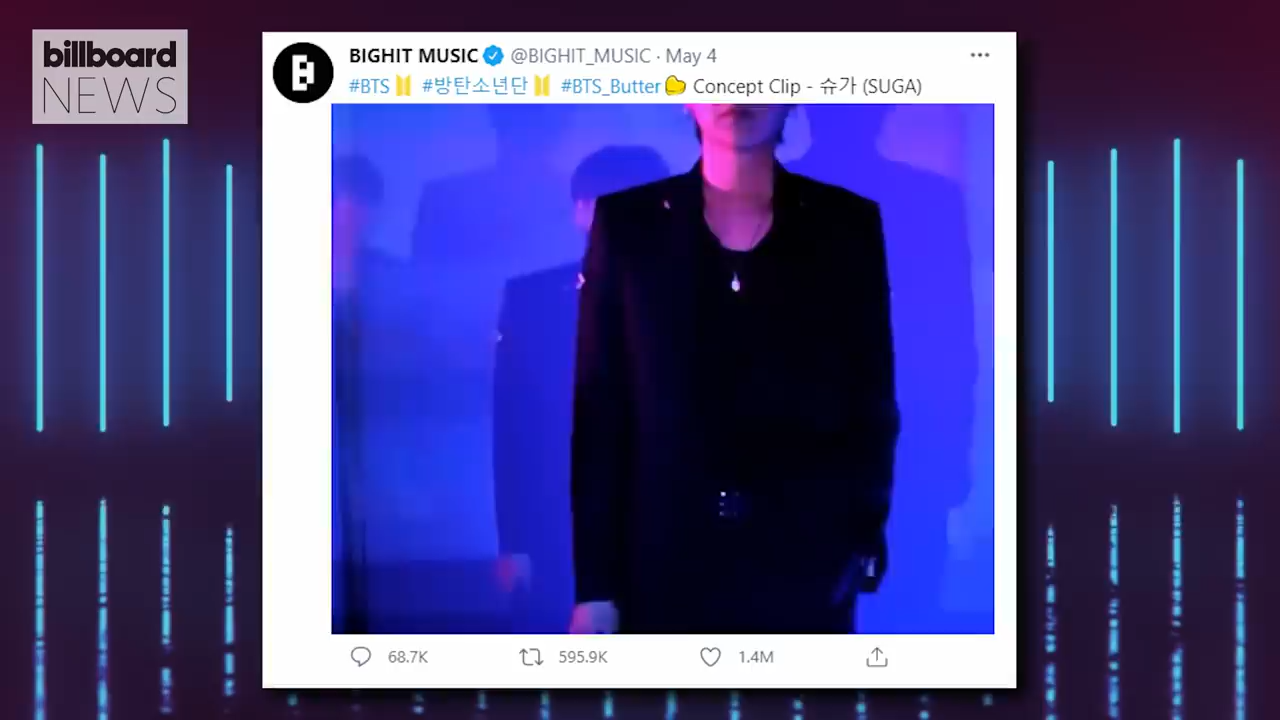 billboard
NEWS
BIGHIT MUSIC @BIGHIT_MUSIC · May 4
#BTS #방탄소년단 #BTS_Butter Concept Clip - 슈가 (SUGA)
68.7K 595.9K 1.4M